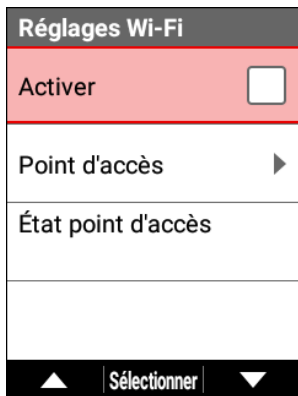 Réglages Wi-Fi
Activer
Point d'accès
État point d'accès
Sélectionner